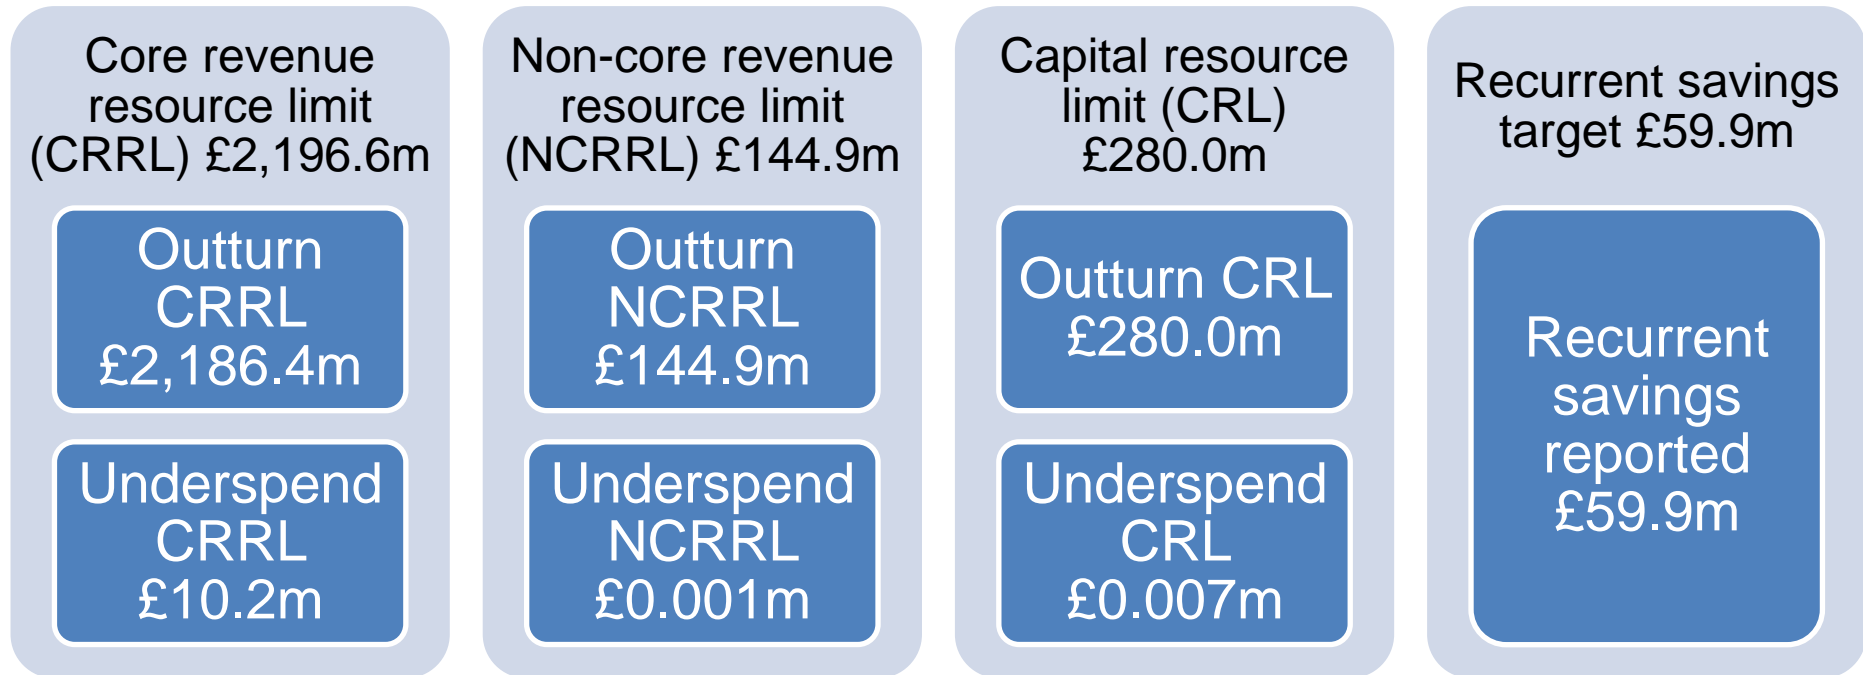 Core revenue
resource limit
(CRRL) £2,196.6m
Outturn
CRRL
£2,186.4m
Underspend
CRRL
£10.2m
Non-core revenue
resource limit
(NCRRL) £144.9m
Outturn
NCRRL
£144.9m
Underspend
NCRRL
£0.001m
Capital resource
limit (CRL)
£280.0m
Outturn CRL
£280.0m
Underspend
CRL
£0.007m
Recurrent savings
target £59.9m
Recurrent
savings
reported
£59.9m